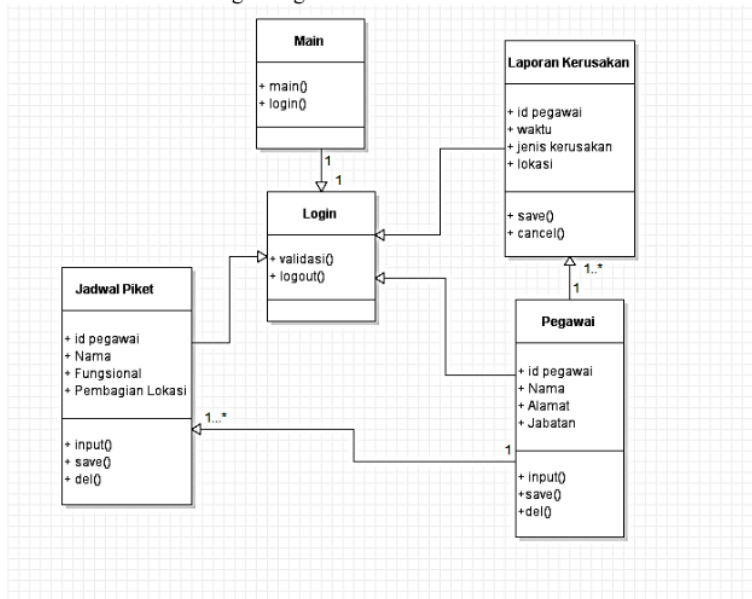 Main
+ main()
+ login()
1
1
Login
+ validasi()
+ logout()
Laporan Kerusakan
+ id pegawai
+ waktu
+ jenis kerusakan
+ lokasi
+ save()
+ cancel()
1..*
1
Jadwal Piket
+ id pegawai
+ Nama
+ Fungsional
+ Pembagian Lokasi
+ input()
+ save()
+ del()
1...*
1
Pegawai
+ id pegawai
+ Nama
+ Alamat
+ Jabatan
+ input()
+save()
+del()